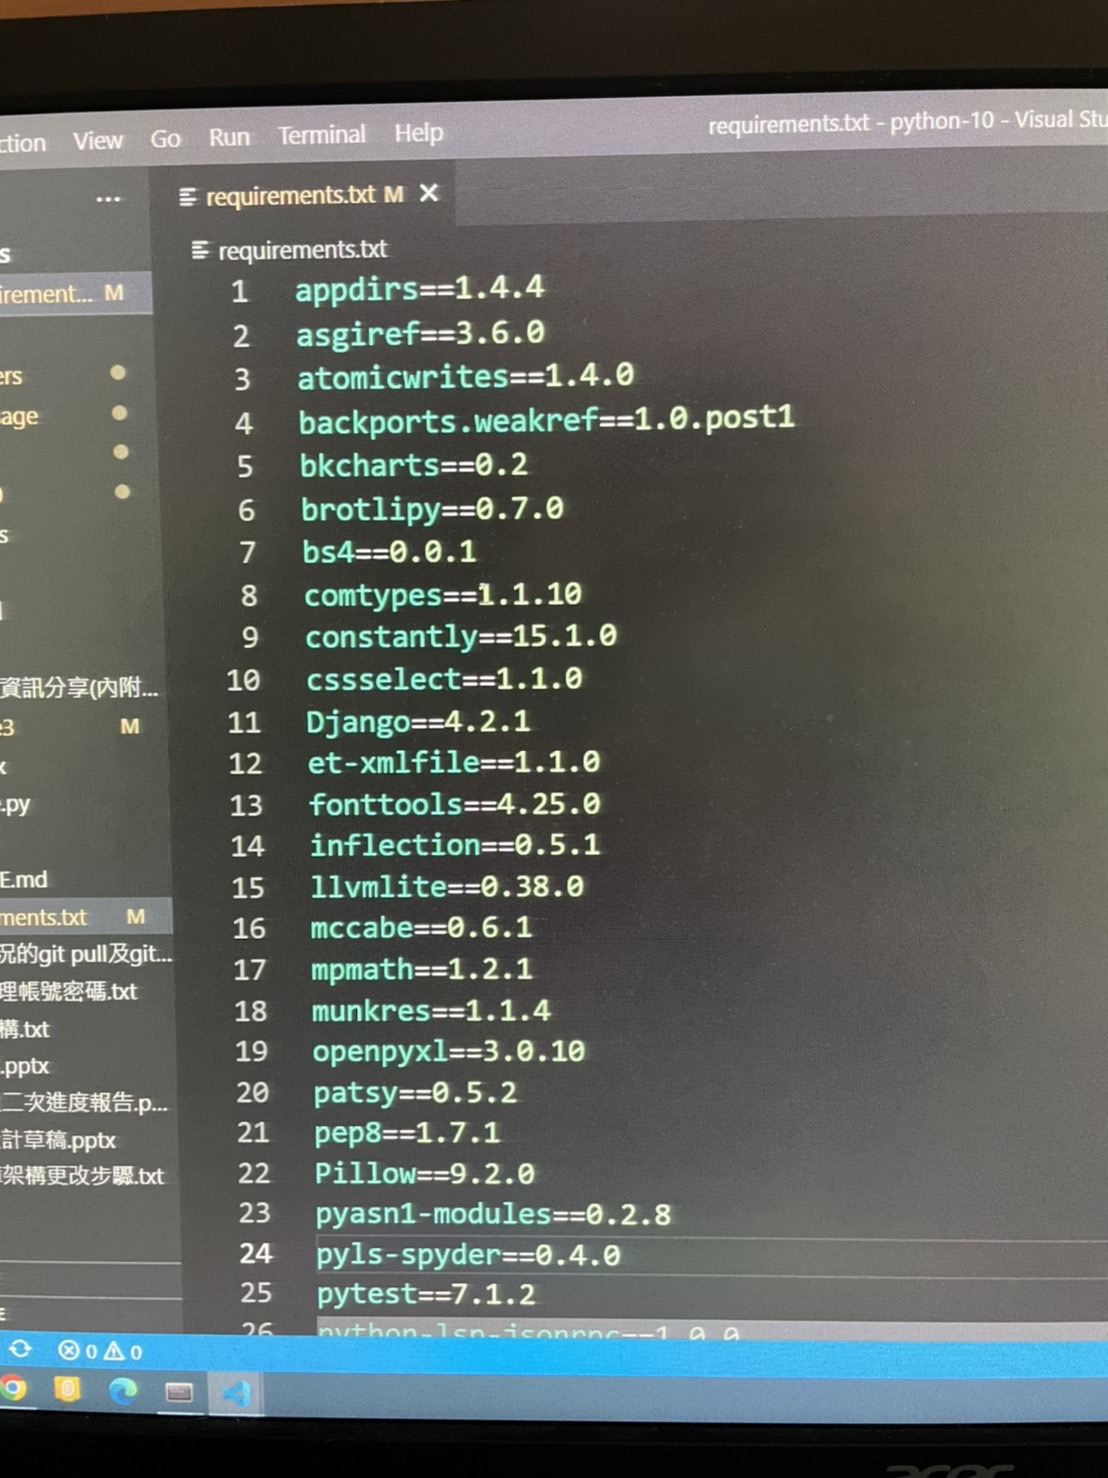 View Go Run Terminal Help
requirements.txt - python-10 - Visual
...
requirements.txt M
requirements.txt
M
M
資訊分享(內附...
M
.py
E.md
ments.txt M
況的git pull及git...
理帳號密碼.txt
構.txt
.pptx
二次進度報告.p...
計草稿.pptx
架構更改步驟.txt
1 appdirs==1.4.4
2 asgiref==3.6.0
3 atomicwrites==1.4.0
4 backports.weakref==1.0.post1
5 bkcharts==0.2
6 brotlipy==0.7.0
7 bs4==0.0.1
8 comtypes==1.1.10
9 constantly==15.1.0
10 cssselect==1.1.0
11 Django==4.2.1
12 et-xmlfile==1.1.0
13 fonttools==4.25.0
14 inflection==0.5.1
15 llvmlite==0.38.0
16 mccabe==0.6.1
17 mpmath==1.2.1
18 munkres==1.1.4
19 openpyxl==3.0.10
20 patsy==0.5.2
21 pep8==1.7.1
22 Pillow==9.2.0
23 pyasn1-modules==0.2.8
24 pyls-spyder==0.4.0
25 pytest==7.1.2
26 python-lsp-jsonrpc==1.0.0
0 0